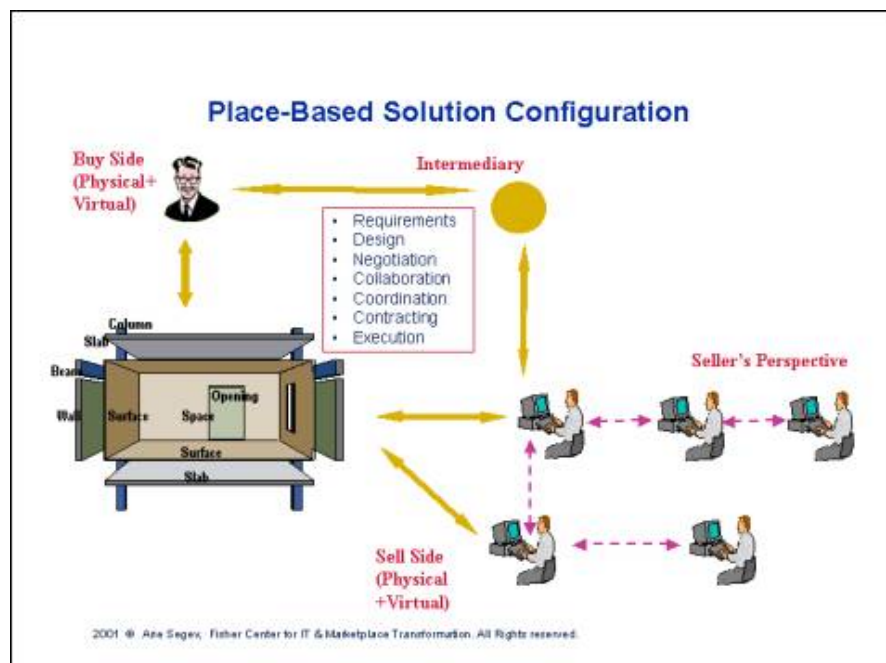 Place-Based Solution Configuration
Buy Side
(Physical+
Virtual)
Intermediary
• Requirements
• Design
• Negotiation
• Collaboration
• Coordination
• Contracting
• Execution
Column
Slab
Beam
Wall
Surface
Space
Opening
Surface
Slab
Seller's Perspective
Sell Side
(Physical
+Virtual)
2001 © Arie Segev, Fisher Center for IT & Marketplace Transformation. All Rights reserved.